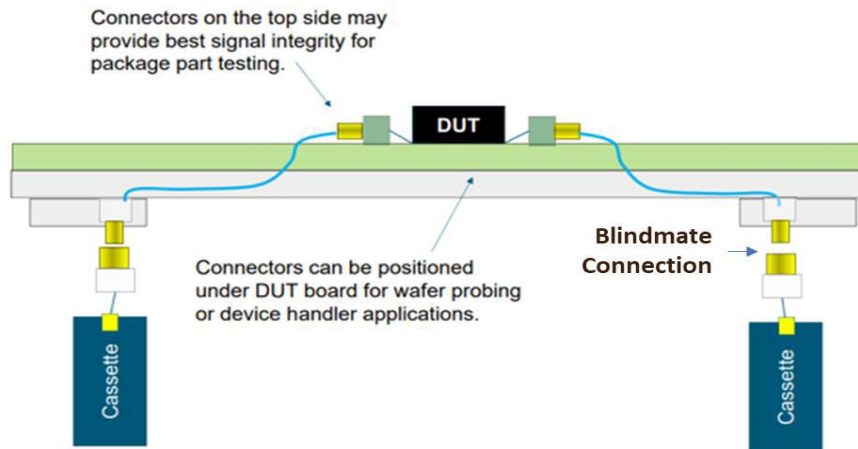 Connectors on the top side may
provide best signal integrity for
package part testing.
DUT
Blindmate
Connection
Connectors can be positioned
under DUT board for wafer probing
or device handler applications.
Cassette
Cassette